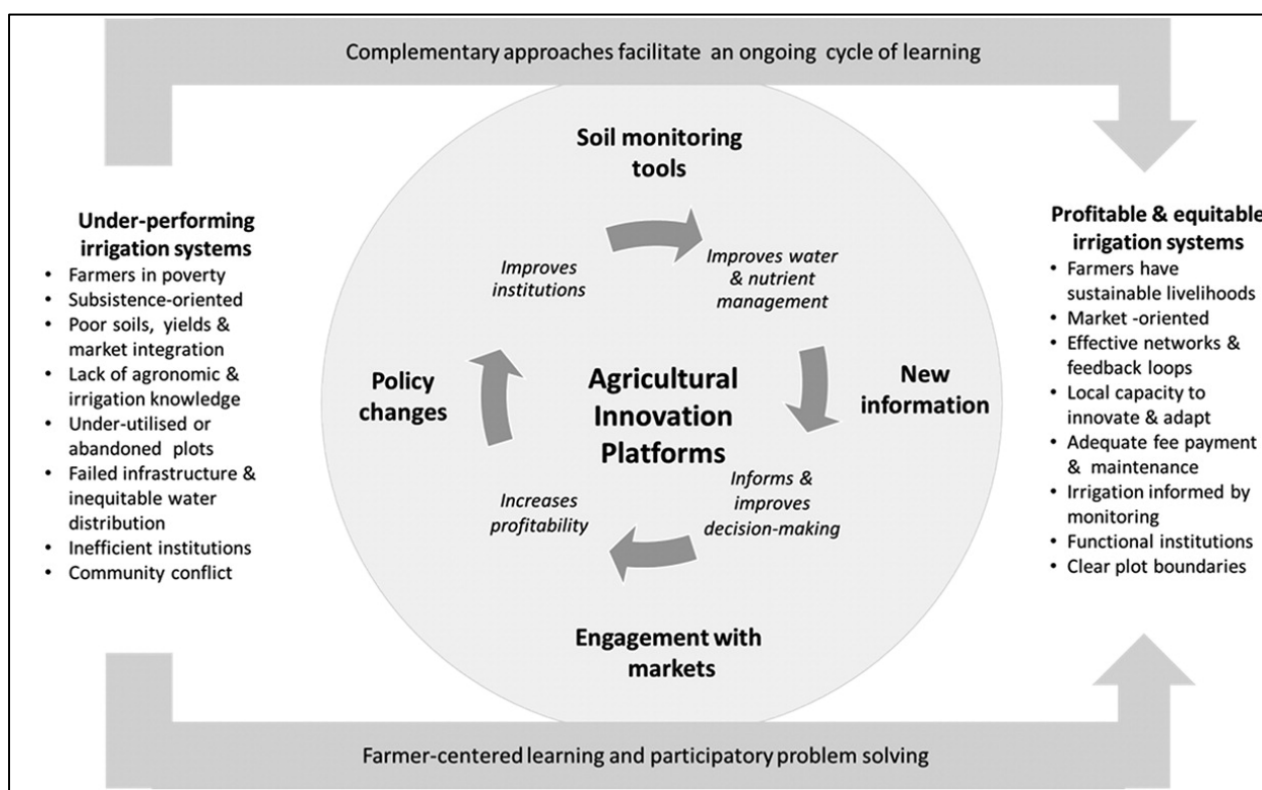 Complementary approaches facilitate an ongoing cycle of learning
Under-performing
irrigation systems
• Farmers in poverty
• Subsistence-oriented
• Poor soils, yields &
market integration
• Lack of agronomic &
irrigation knowledge
• Under-utilised or
abandoned plots
• Failed infrastructure &
inequitable water
distribution
• Inefficient institutions
• Community conflict
Soil monitoring
tools
Improves
institutions
Improves water
& nutrient
management
Policy
changes
Agricultural
Innovation
Platforms
New
information
Increases
profitability
Informs &
improves
decision-making
Engagement with
markets
Profitable & equitable
irrigation systems
• Farmers have
sustainable livelihoods
• Market -oriented
• Effective networks &
feedback loops
• Local capacity to
innovate & adapt
• Adequate fee payment
& maintenance
• Irrigation informed by
monitoring
• Functional institutions
• Clear plot boundaries
Farmer-centered learning and participatory problem solving